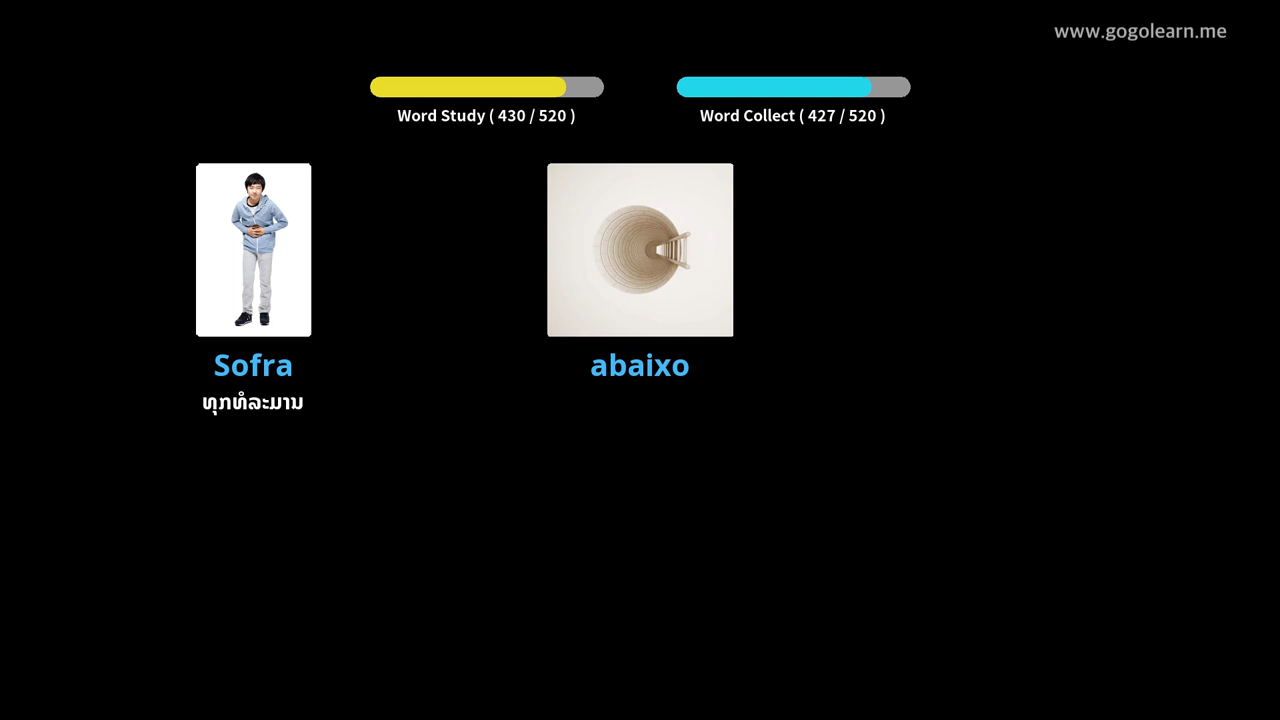 www.gogolearn.me
Word Study ( 430 / 520 )
Word Collect ( 427 / 520 )
Sofra
abaixo
ທຸກທໍລະມານ